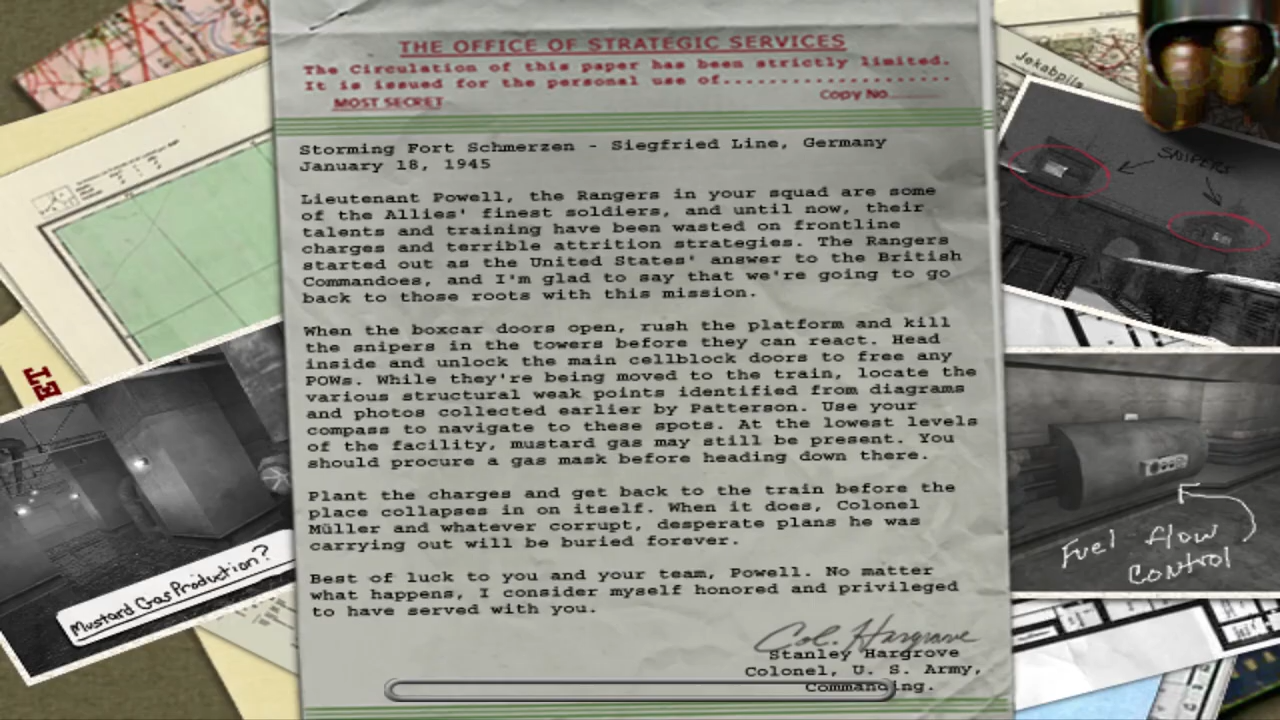 THE OFFICE OF STRATEGIC SERVICES
The Circulation of this paper has been strictly limited.
It is issued for the personal use of.....................
MOST SECRET
Copy No.......
Storming Fort Schmerzen - Siegfried Line, Germany
January 18, 1945
Lieutenant Powell, the Rangers in your squad are some
of the Allies' finest soldiers, and until now, their
talents and training have been wasted on frontline
charges and terrible attrition strategies. The Rangers
started out as the United States' answer to the British
Commandoes, and I'm glad to say that we're going to go
back to those roots with this mission.
When the boxcar doors open, rush the platform and kill
the snipers in the towers before they can react. Head
inside and unlock the main cellblock doors to free any
POWs. While they're being moved to the train, locate the
various structural weak points identified from diagrams
and photos collected earlier by Patterson. Use your
compass to navigate to these spots. At the lowest levels
of the facility, mustard gas may still be present. You
should procure a gas mask before heading down there.
Plant the charges and get back to the train before the
place collapses in on itself. When it does, Colonel
Müller and whatever corrupt, desperate plans he was
carrying out will be buried forever.
Best of luck to you and your team, Powell. No matter
what happens, I consider myself honored and privileged
to have served with you.
Col. Hargrove
Stanley Hargrove
Colonel, U. S. Army,
Commanding.
ET
Mustard Gas Production?
Jekabpils
SNIPERS
Fuel flow
Control